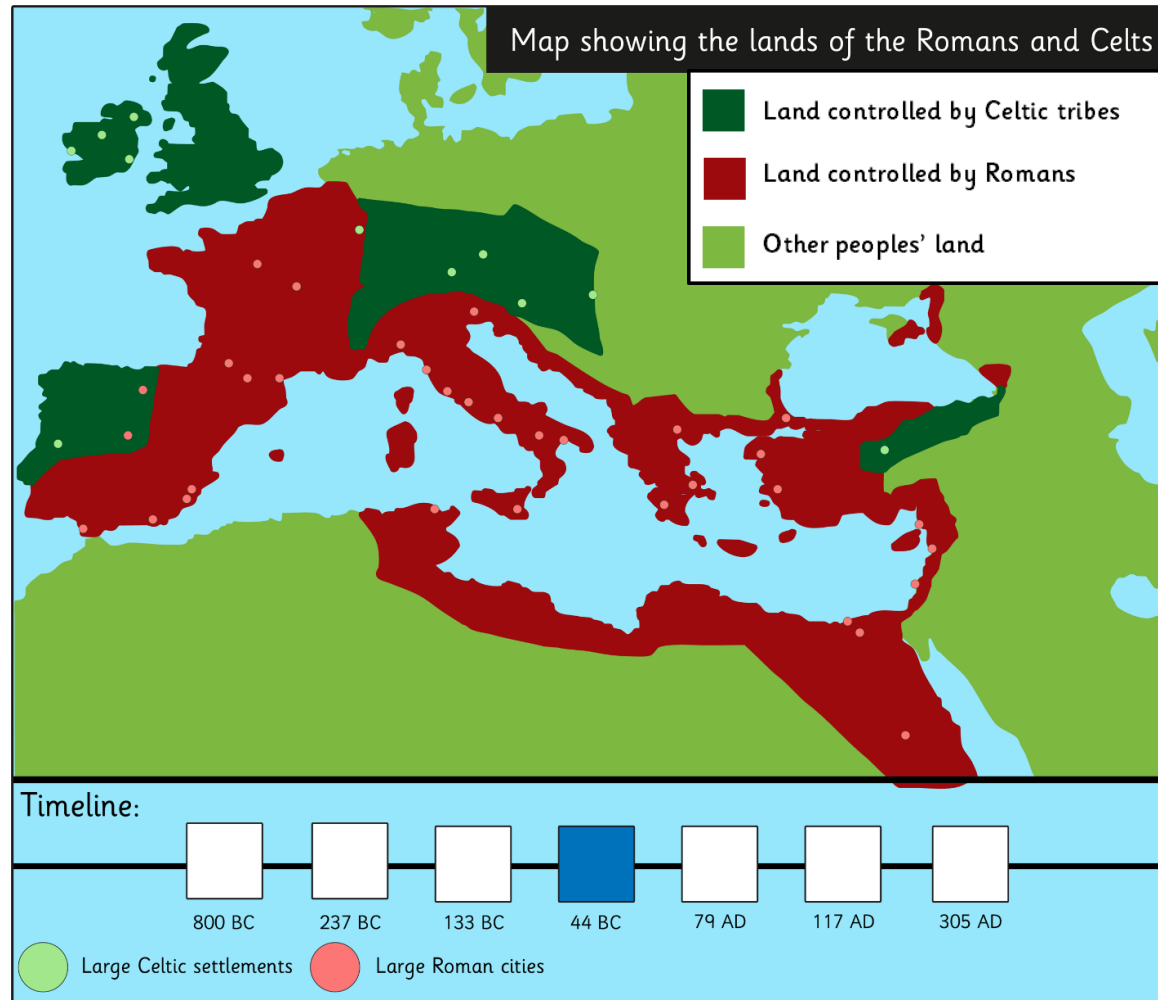 Map showing the lands of the Romans and Celts
Land controlled by Celtic tribes
Land controlled by Romans
Other peoples' land
Timeline:
800 BC
237 BC
133 BC
44 BC
79 AD
117 AD
305 AD
Large Celtic settlements
Large Roman cities